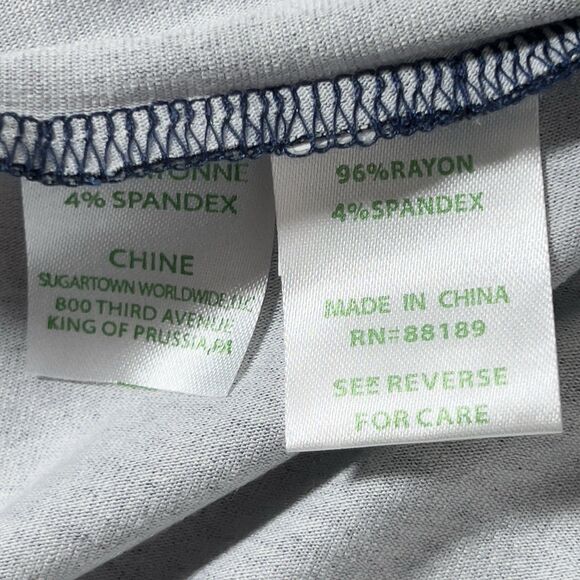 4% SPANDEX
CHINE
SUGARTOWN WORLDWIDE LLC
800 THIRD AVENUE
KING OF PRUSSIA,PA
96%RAYON
4%SPANDEX
MADE IN CHINA
RN=88189
SEE REVERSE
FOR CARE